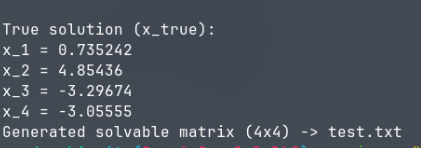 True solution (x_true):
x_1 = 0.735242
x_2 = 4.85436
x_3 = -3.29674
x_4 = -3.05555
Generated solvable matrix (4x4) -> test.txt